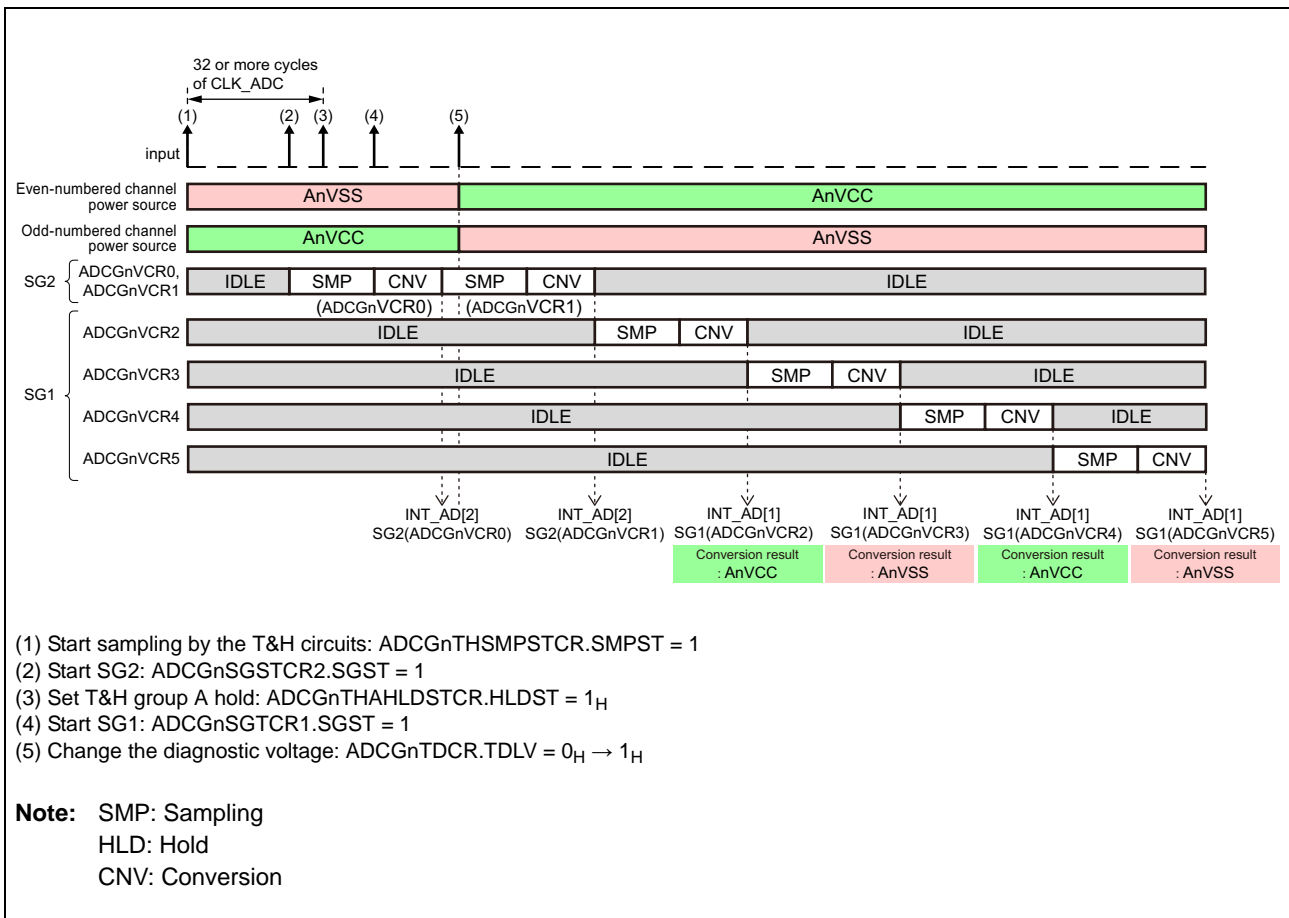 32 or more cycles
of CLK_ADC
(1) (2) (3) (4) (5)
input
Even-numbered channel
power source
AnVSS AnVCC
Odd-numbered channel
power source
AnVCC AnVSS
SG2
ADCGnVCR0,
ADCGnVCR1
IDLE SMP CNV SMP CNV IDLE
(ADCGnVCR0) (ADCGnVCR1)
SG1
ADCGnVCR2 IDLE SMP CNV IDLE
ADCGnVCR3 IDLE SMP CNV IDLE
ADCGnVCR4 IDLE SMP CNV IDLE
ADCGnVCR5 IDLE SMP CNV
INT_AD[2] INT_AD[2] INT_AD[1] INT_AD[1] INT_AD[1] INT_AD[1]
SG2(ADCGnVCR0) SG2(ADCGnVCR1) SG1(ADCGnVCR2) SG1(ADCGnVCR3) SG1(ADCGnVCR4) SG1(ADCGnVCR5)
Conversion result Conversion result Conversion result Conversion result
: AnVCC : AnVSS : AnVCC : AnVSS
(1) Start sampling by the T&H circuits: ADCGnTHSMPSTCR.SMPST = 1
(2) Start SG2: ADCGnSGSTCR2.SGST = 1
(3) Set T&H group A hold: ADCGnTHAHLDSTCR.HLDST = 1H
(4) Start SG1: ADCGnSGTCR1.SGST = 1
(5) Change the diagnostic voltage: ADCGnTDCR.TDLV = 0H → 1H
Note: SMP: Sampling
HLD: Hold
CNV: Conversion